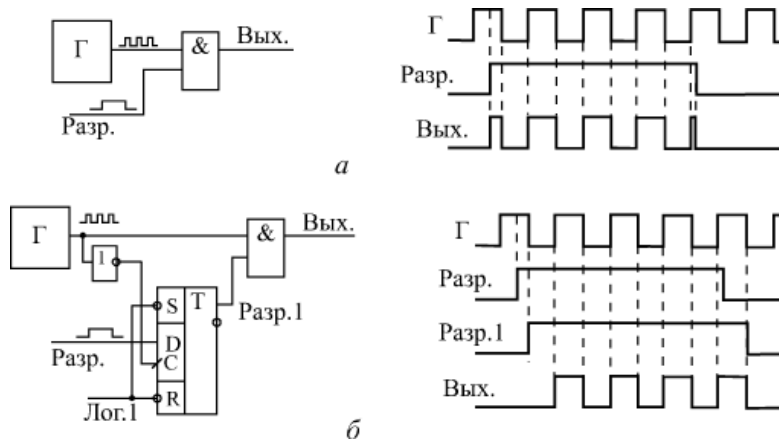 Г
&
Вых.
Разр.
Г
Разр.
Вых.
а
Г
1
&
Вых.
S
T
D
C
R
Разр.
Разр.1
Лог.1
Г
Разр.
Разр.1
Вых.
б